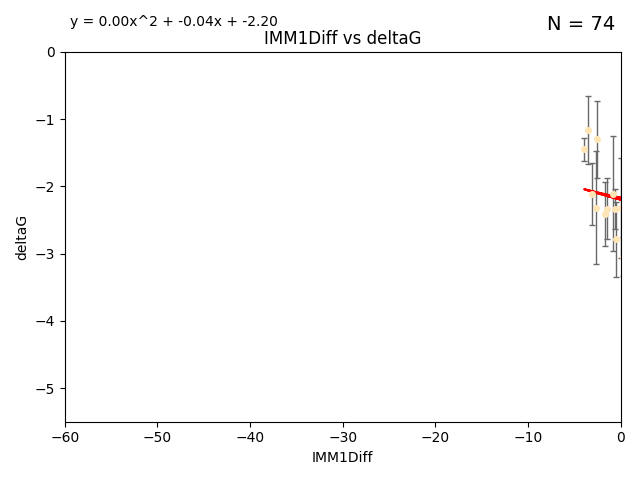 y = 0.00x^2 + -0.04x + -2.20
N = 74
IMM1Diff vs deltaG
0
−1
−2
−3
−4
−5
deltaG
−60 −50 −40 −30 −20 −10 0
IMM1Diff